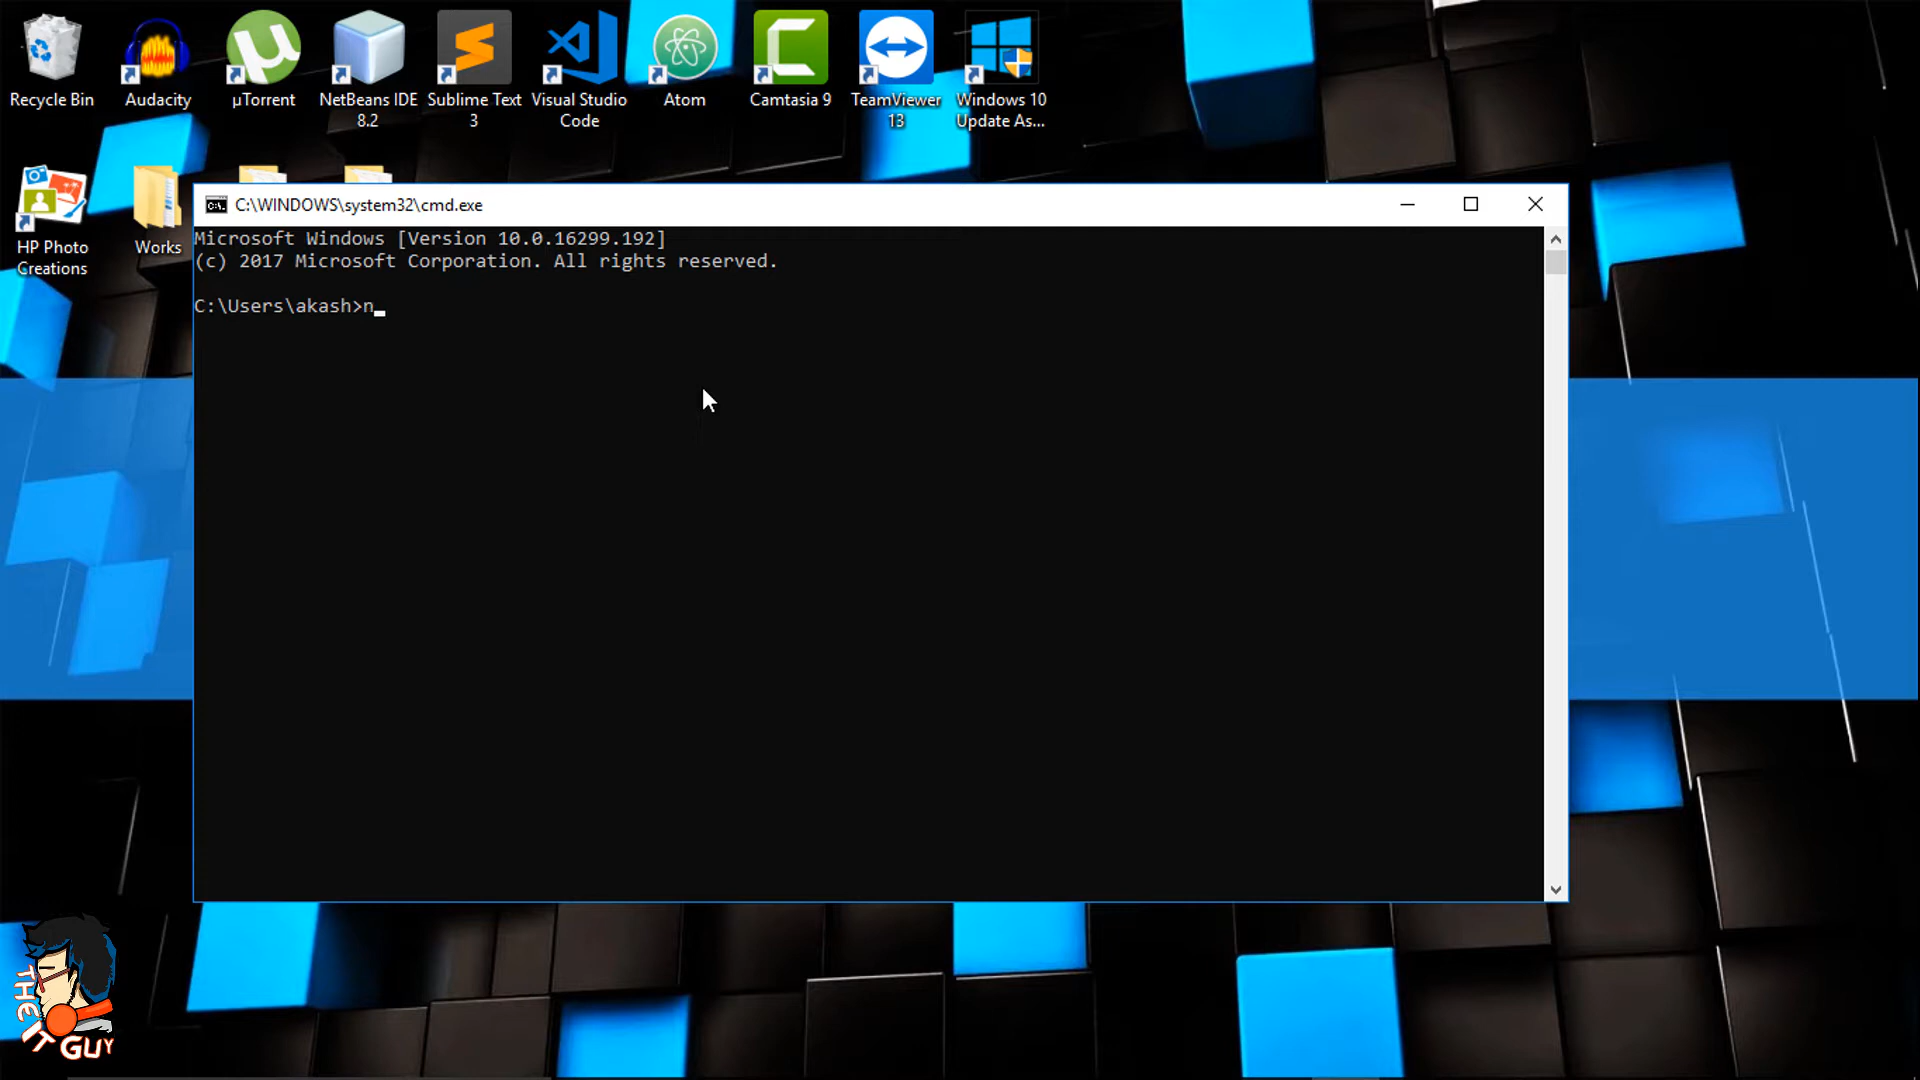 Recycle Bin
Audacity
µTorrent
NetBeans IDE
8.2
Sublime Text
3
Visual Studio
Code
Atom
Camtasia 9
TeamViewer
13
Windows 10
Update As...
HP Photo
Creations
Works
C:\WINDOWS\system32\cmd.exe
Microsoft Windows [Version 10.0.16299.192]
(c) 2017 Microsoft Corporation. All rights reserved.
C:\Users\akash>n_
THE IT GUY